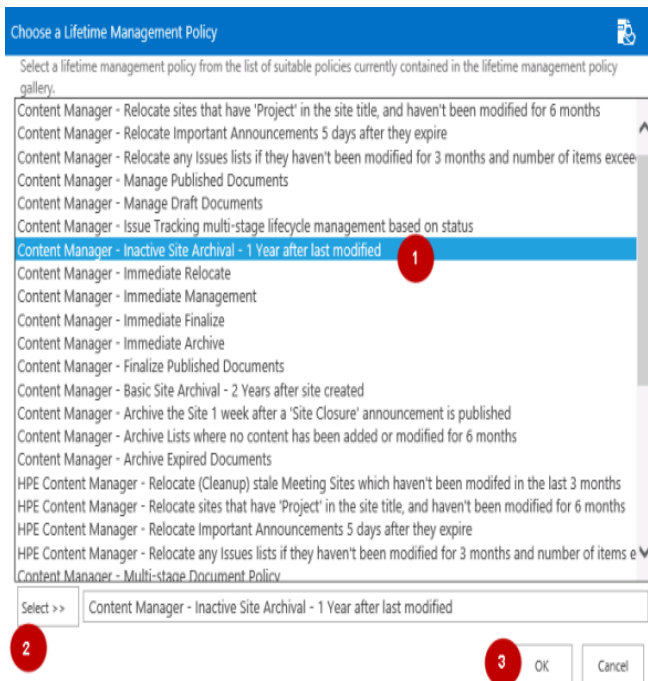 Choose a Lifetime Management Policy
Select a lifetime management policy from the list of suitable policies currently contained in the lifetime management policy
gallery.
Content Manager - Relocate sites that have 'Project' in the site title, and haven't been modified for 6 months
Content Manager - Relocate Important Announcements 5 days after they expire
Content Manager - Relocate any Issues lists if they haven't been modified for 3 months and number of items excee
Content Manager - Manage Published Documents
Content Manager - Manage Draft Documents
Content Manager - Issue Tracking multi-stage lifecycle management based on status
Content Manager - Inactive Site Archival - 1 Year after last modified
1
Content Manager - Immediate Relocate
Content Manager - Immediate Management
Content Manager - Immediate Finalize
Content Manager - Immediate Archive
Content Manager - Finalize Published Documents
Content Manager - Basic Site Archival - 2 Years after site created
Content Manager - Archive the Site 1 week after a 'Site Closure' announcement is published
Content Manager - Archive Lists where no content has been added or modified for 6 months
Content Manager - Archive Expired Documents
HPE Content Manager - Relocate (Cleanup) stale Meeting Sites which haven't been modifed in the last 3 months
HPE Content Manager - Relocate sites that have 'Project' in the site title, and haven't been modified for 6 months
HPE Content Manager - Relocate Important Announcements 5 days after they expire
HPE Content Manager - Relocate any Issues lists if they haven't been modified for 3 months and number of items e
Content Manager - Multi-stage Document Policy
Select >> Content Manager - Inactive Site Archival - 1 Year after last modified
2
3 OK Cancel